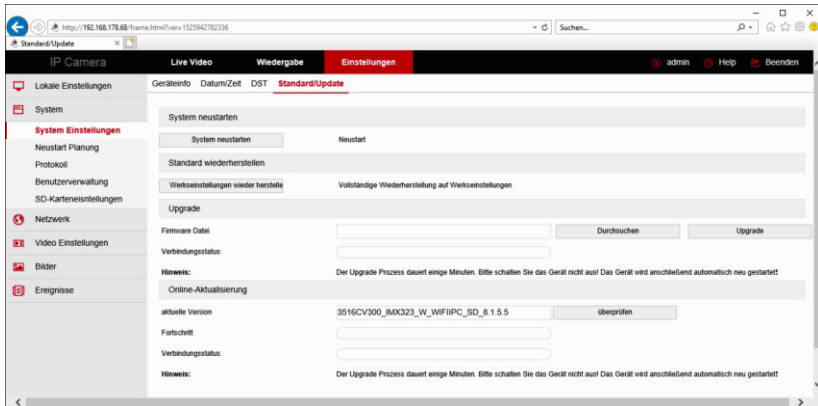 http://192.168.178.68/frame.html?ver=1525942782336
Suchen...
Standard/Update
IP Camera
Live Video
Wiedergabe
Einstellungen
admin
Help
Beenden
Lokale Einstellungen
System
System Einstellungen
Neustart Planung
Protokoll
Benutzerverwaltung
SD-Karteneisntellungen
Netzwerk
Video Einstellungen
Bilder
Ereignisse
Geräteinfo
Datum/Zeit
DST
Standard/Update
System neustarten
System neustarten
Neustart
Standard wiederherstellen
Werkseinstellungen wieder herstelle
Vollständige Wiederherstellung auf Werkseinstellungen
Upgrade
Firmware Datei
Durchsuchen
Upgrade
Verbindungsstatus:
Hinweis:
Der Upgrade Prozess dauert einige Minuten. Bitte schalten Sie das Gerät nicht aus! Das Gerät wird anschließend automatisch neu gestartet!
Online-Aktualisierung
aktuelle Version
3516CV300_IMX323_W_WIFIIPC_SD_8.1.5.5
überprüfen
Fortschritt
Verbindungsstatus:
Hinweis:
Der Upgrade Prozess dauert einige Minuten. Bitte schalten Sie das Gerät nicht aus! Das Gerät wird anschließend automatisch neu gestartet!